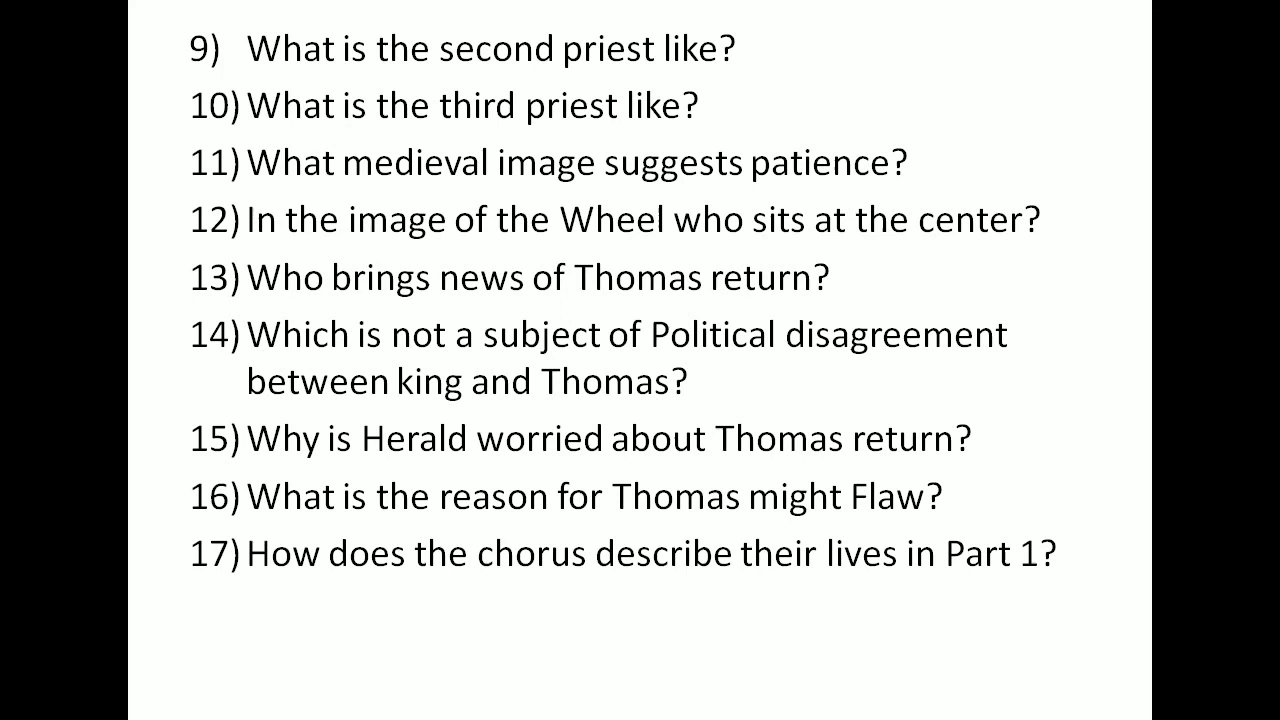 9) What is the second priest like?
10) What is the third priest like?
11) What medieval image suggests patience?
12) In the image of the Wheel who sits at the center?
13) Who brings news of Thomas return?
14) Which is not a subject of Political disagreement
between king and Thomas?
15) Why is Herald worried about Thomas return?
16) What is the reason for Thomas might Flaw?
17) How does the chorus describe their lives in Part 1?